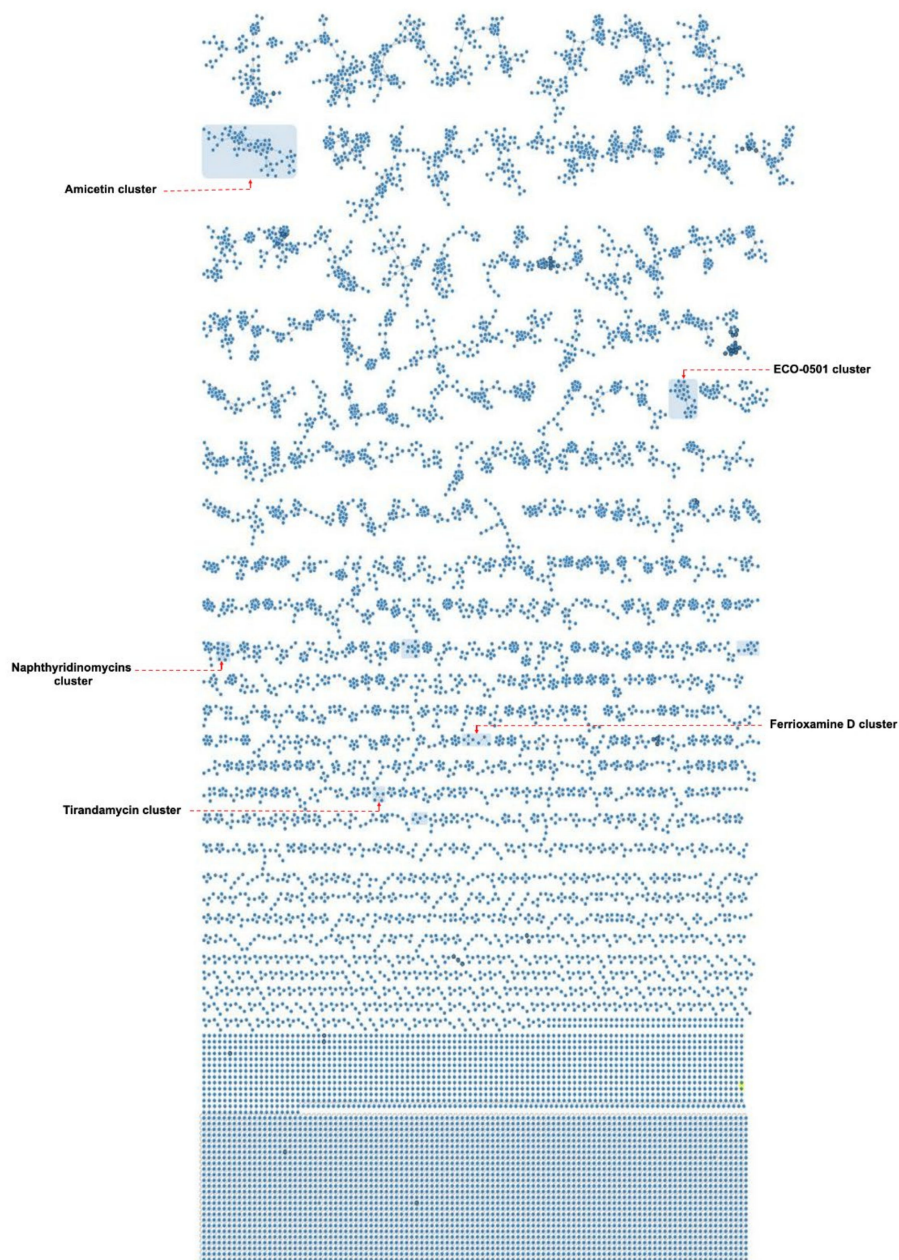 Amicetin cluster
ECO-0501 cluster
Naphthyridinomycins
cluster
Ferrioxamine D cluster
Tirandamycin cluster